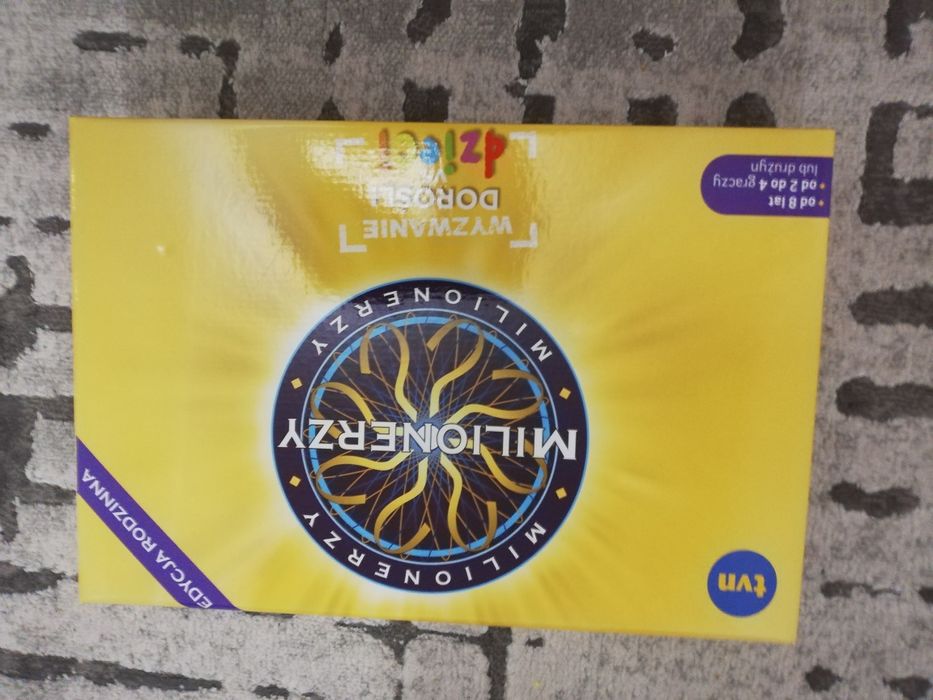 tvn
EDYCJA RODZINNA
MILIONERZY
MILIONERZY
MILIONERZY
WYZWANIE
DOROŚLI
VS
dzieci
• od 8 lat
• od 2 do 4 graczy
lub drużyn